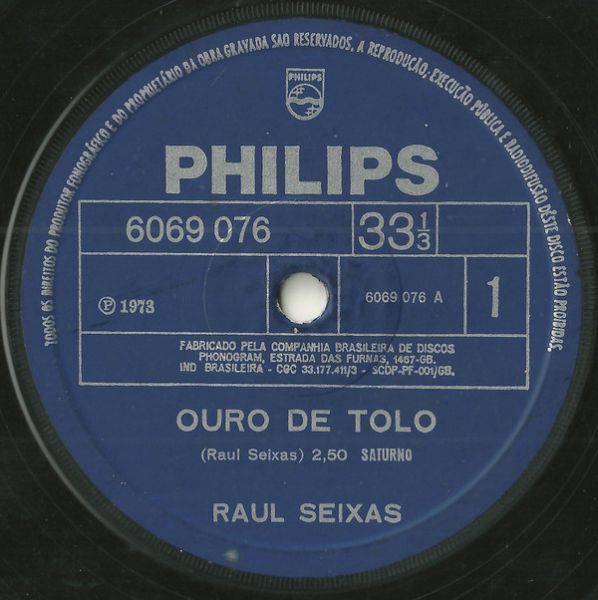 TODOS OS DIREITOS DO PRODUTOR FONOGRÁFICO E DO PROPRIETÁRIO DA OBRA GRAVADA SÃO RESERVADOS. A REPRODUÇÃO, EXECUÇÃO PÚBLICA E RADIODIFUSÃO DÊSTE DISCO ESTÃO PROIBIDAS.
PHILIPS
PHILIPS
6069 076
33 1/3
Ⓟ 1973
6069 076 A
1
FABRICADO PELA COMPANHIA BRASILEIRA DE DISCOS
PHONOGRAM, ESTRADA DAS FURNAS, 1467-GB.
IND BRASILEIRA - CGC 33.177.411/3 - SCDP-PF-001/GB.
OURO DE TOLO
(Raul Seixas) 2,50 SATURNO
RAUL SEIXAS